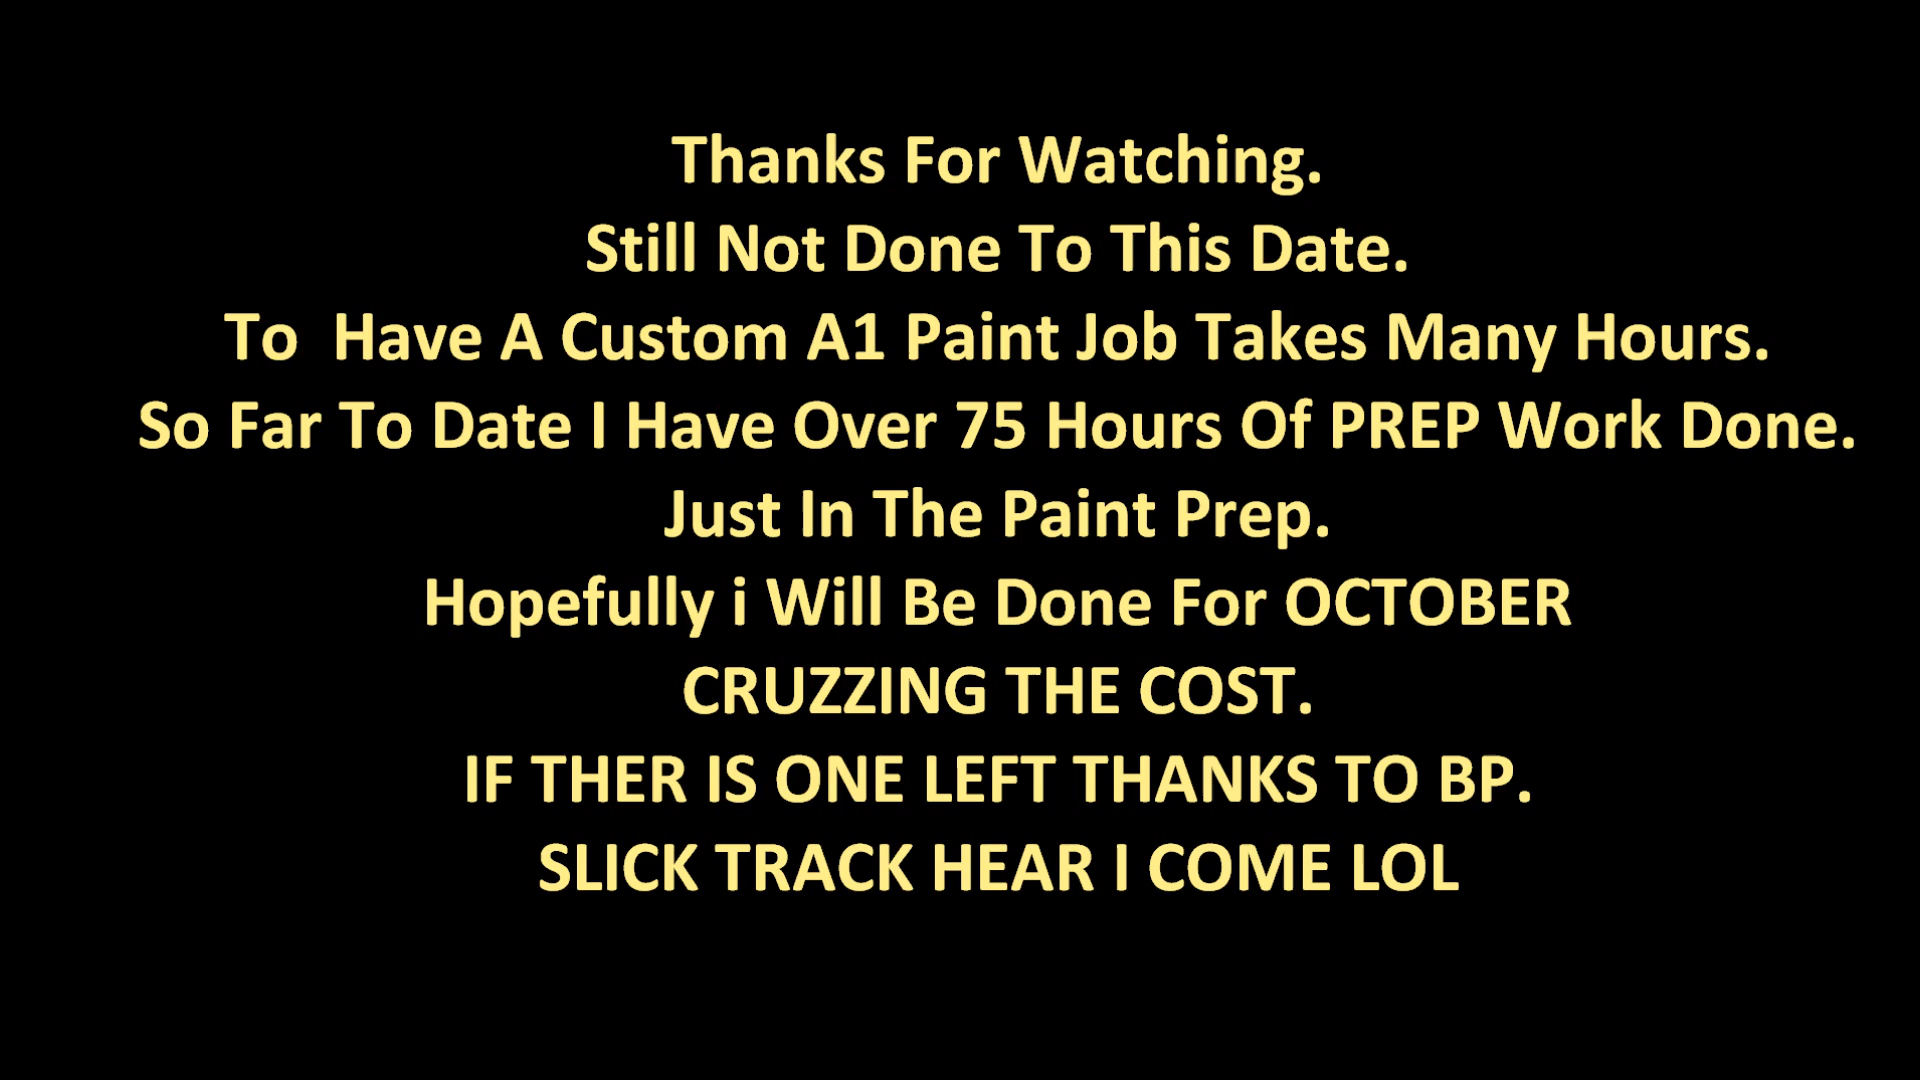 Thanks For Watching.
Still Not Done To This Date.
To  Have A Custom A1 Paint Job Takes Many Hours.
So Far To Date I Have Over 75 Hours Of PREP Work Done.
Just In The Paint Prep.
Hopefully i Will Be Done For OCTOBER
CRUZZING THE COST.
IF THER IS ONE LEFT THANKS TO BP.
SLICK TRACK HEAR I COME LOL